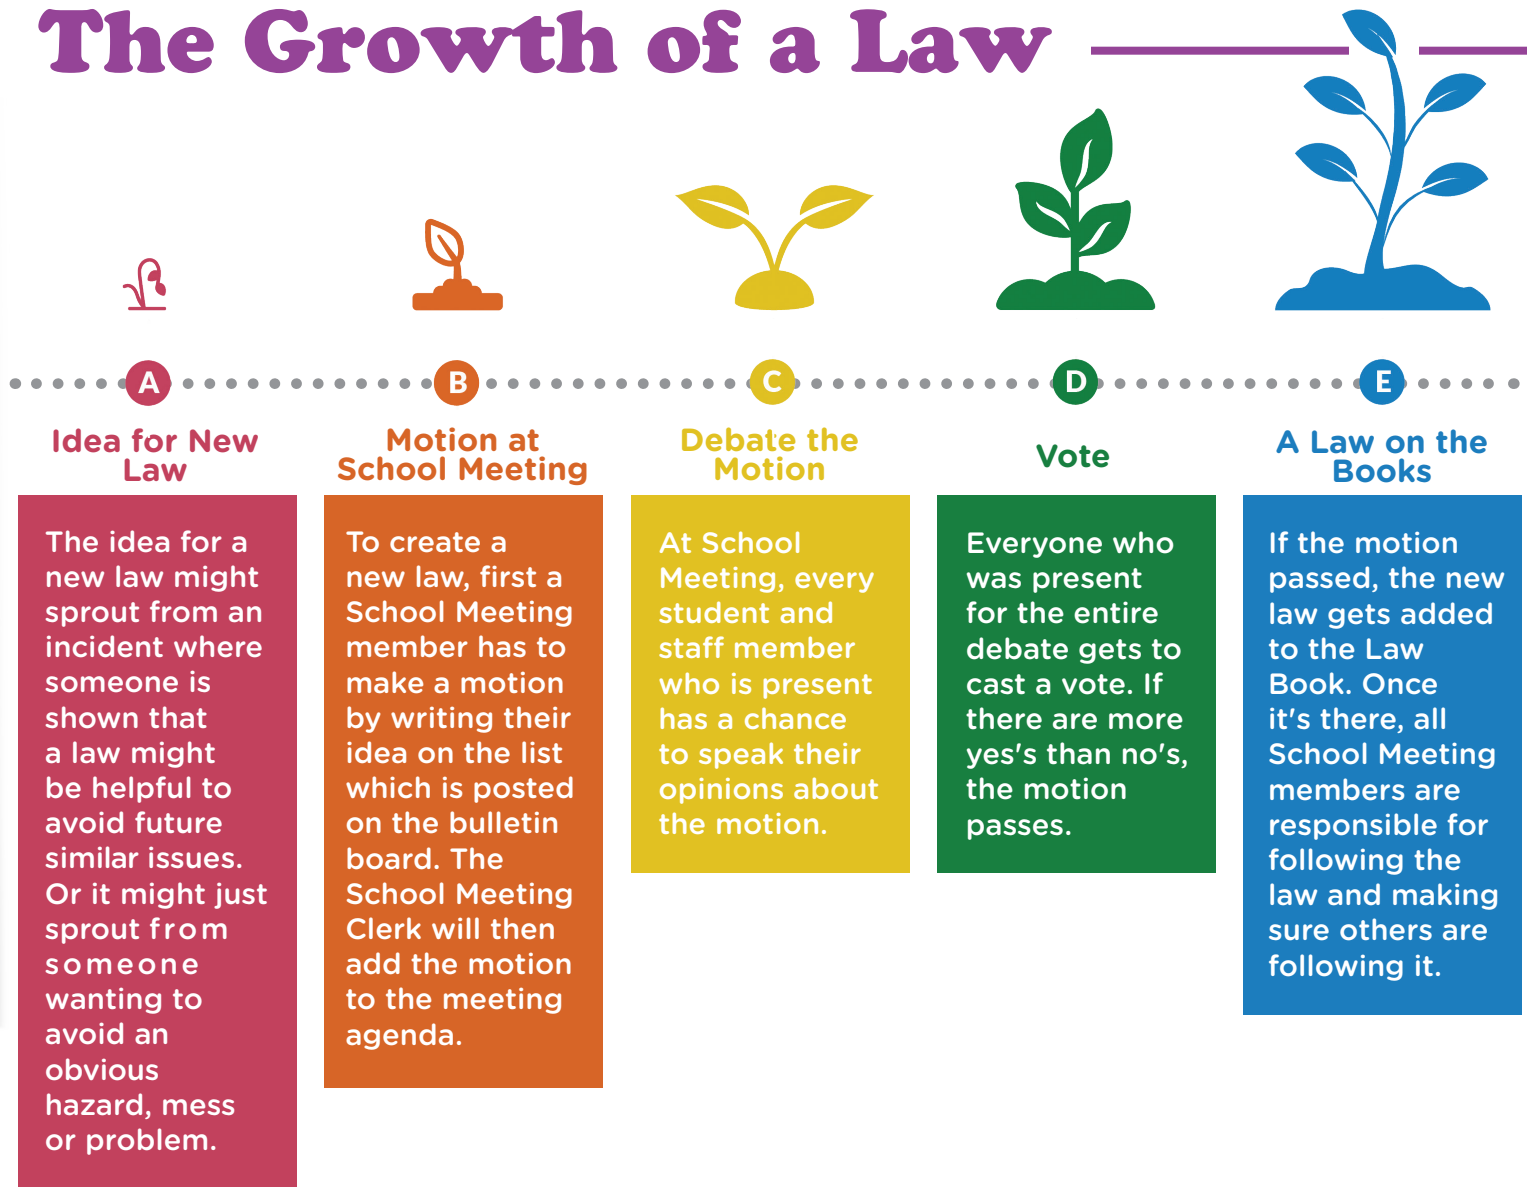 The Growth of a Law
A
B
C
D
E
Idea for New
Law
Motion at
School Meeting
Debate the
Motion
Vote
A Law on the
Books
The idea for a
new law might
sprout from an
incident where
someone is
shown that
a law might
be helpful to
avoid future
similar issues.
Or it might just
sprout from
someone
wanting to
avoid an
obvious
hazard, mess
or problem.
To create a
new law, first a
School Meeting
member has to
make a motion
by writing their
idea on the list
which is posted
on the bulletin
board. The
School Meeting
Clerk will then
add the motion
to the meeting
agenda.
At School
Meeting, every
student and
staff member
who is present
has a chance
to speak their
opinions about
the motion.
Everyone who
was present
for the entire
debate gets to
cast a vote. If
there are more
yes's than no's,
the motion
passes.
If the motion
passed, the new
law gets added
to the Law
Book. Once
it's there, all
School Meeting
members are
responsible for
following the
law and making
sure others are
following it.